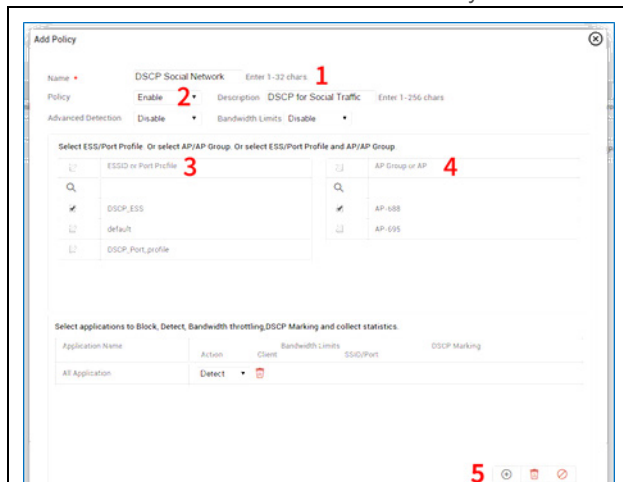 Add Policy
Name * DSCP Social Network Enter 1-32 chars 1
Policy Enable 2 Description DSCP for Social Traffic Enter 1-256 chars
Advanced Detection Disable Bandwidth Limits Disable
Select ESS/Port Profile Or select AP/AP Group. Or select ESS/Port Profile and AP/AP Group
ESSID or Port Profile 3 AP Group or AP 4
DSCP_ESS AP-688
default AP-695
DSCP_Port_profile
Select applications to Block, Detect, Bandwidth throttling,DSCP Marking and collect statistics.
Application Name Bandwidth Limits DSCP Marking
Action Client SSID/Port
All Application Detect
5